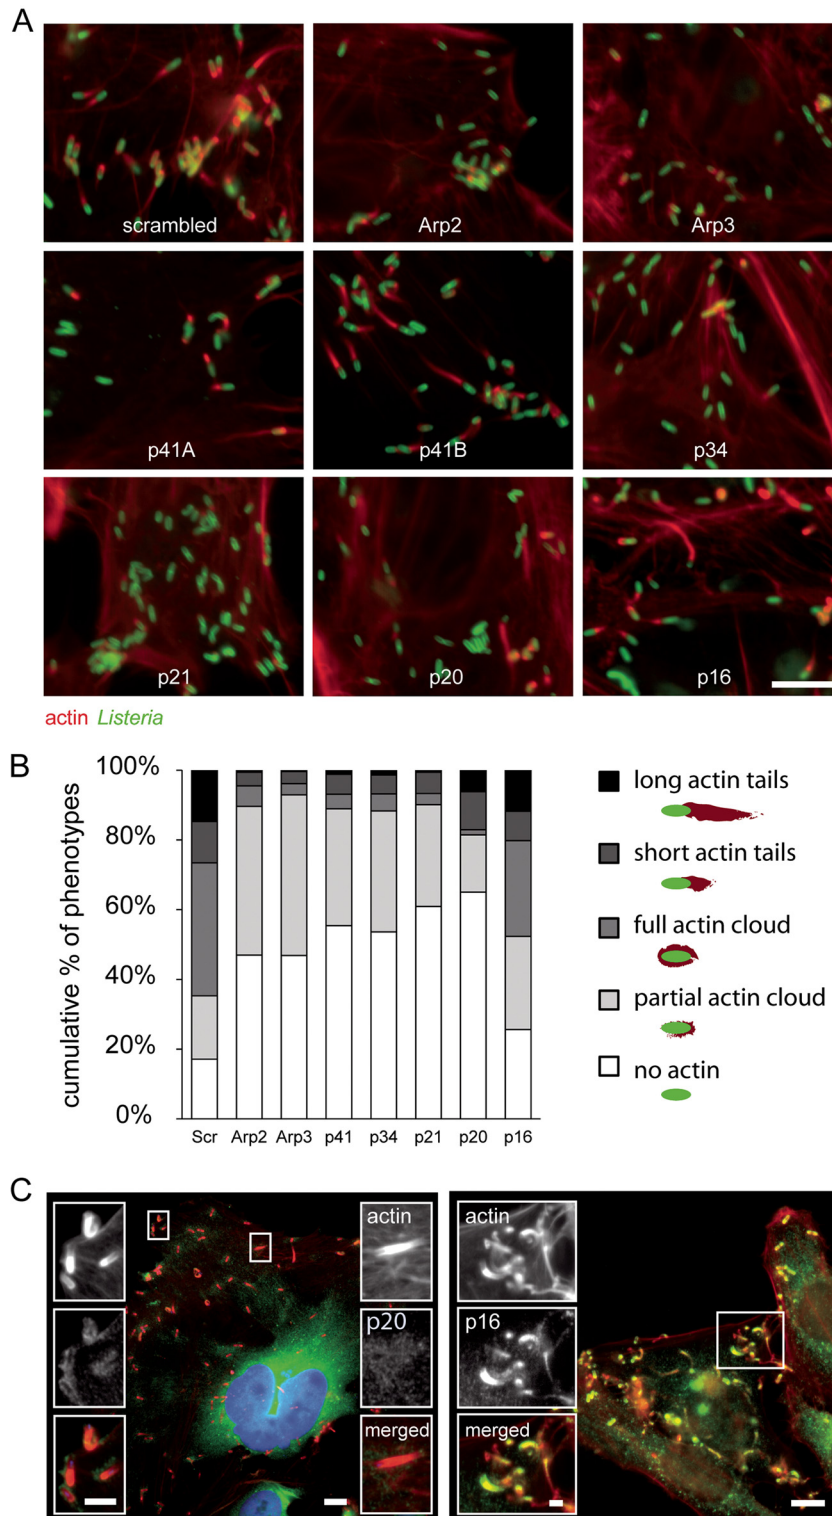 A
scrambled
Arp2
Arp3
p41A
p41B
p34
p21
p20
p16
actin Listeria
B
cumulative % of phenotypes
100%
80%
60%
40%
20%
0%
Scr Arp2 Arp3 p41 p34 p21 p20 p16
long actin tails
short actin tails
full actin cloud
partial actin cloud
no actin
C
actin
p20
merged
actin
p16
merged